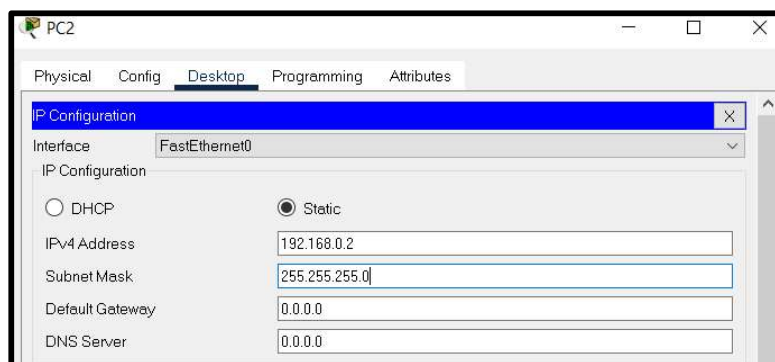 PC2
Physical Config Desktop Programming Attributes
IP Configuration X
Interface FastEthernet0
IP Configuration
DHCP Static
IPv4 Address 192.168.0.2
Subnet Mask 255.255.255.0
Default Gateway 0.0.0.0
DNS Server 0.0.0.0